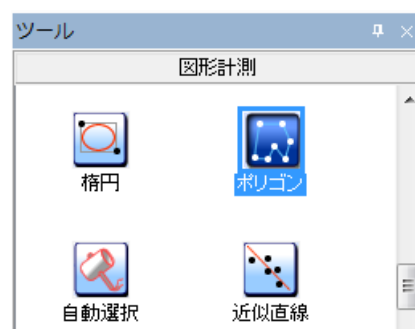 ツール
図形計測
楕円
ポリゴン
自動選択
近似直線